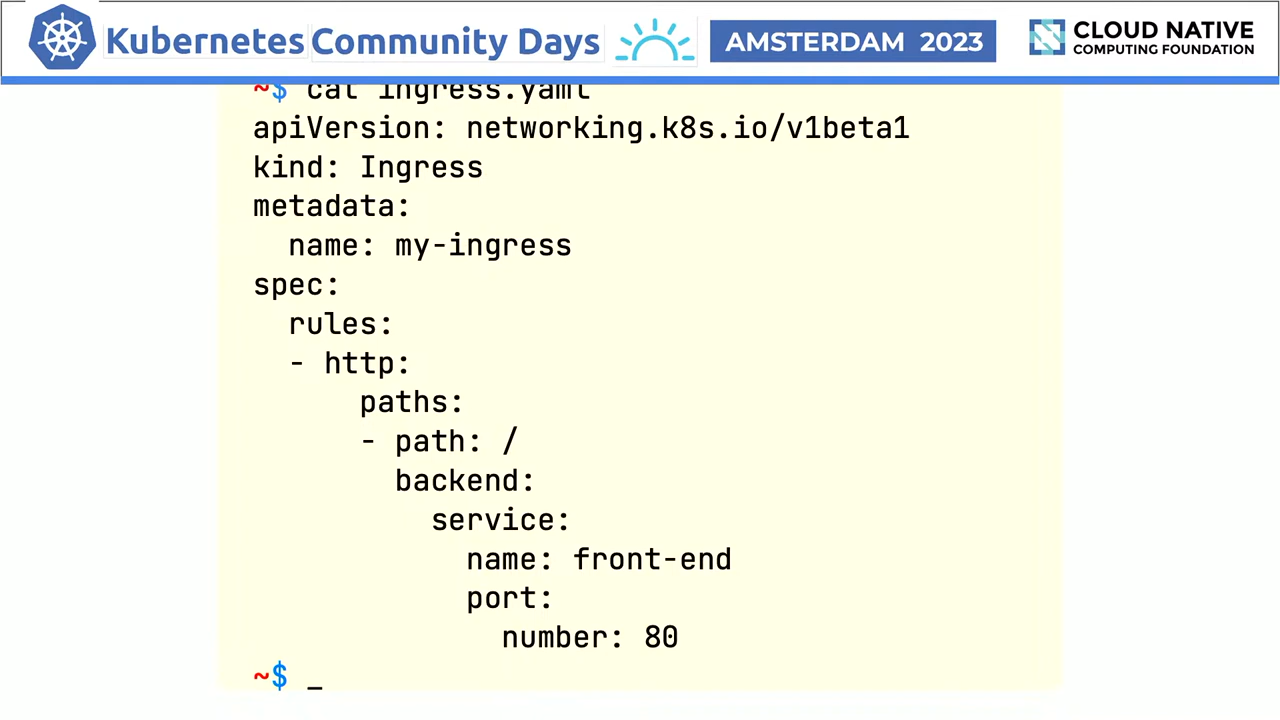 Kubernetes Community Days AMSTERDAM 2023 CLOUD NATIVE
COMPUTING FOUNDATION
~$ cat ingress.yaml
apiVersion: networking.k8s.io/v1beta1
kind: Ingress
metadata:
  name: my-ingress
spec:
  rules:
  - http:
      paths:
      - path: /
        backend:
          service:
            name: front-end
            port:
              number: 80
~$ _